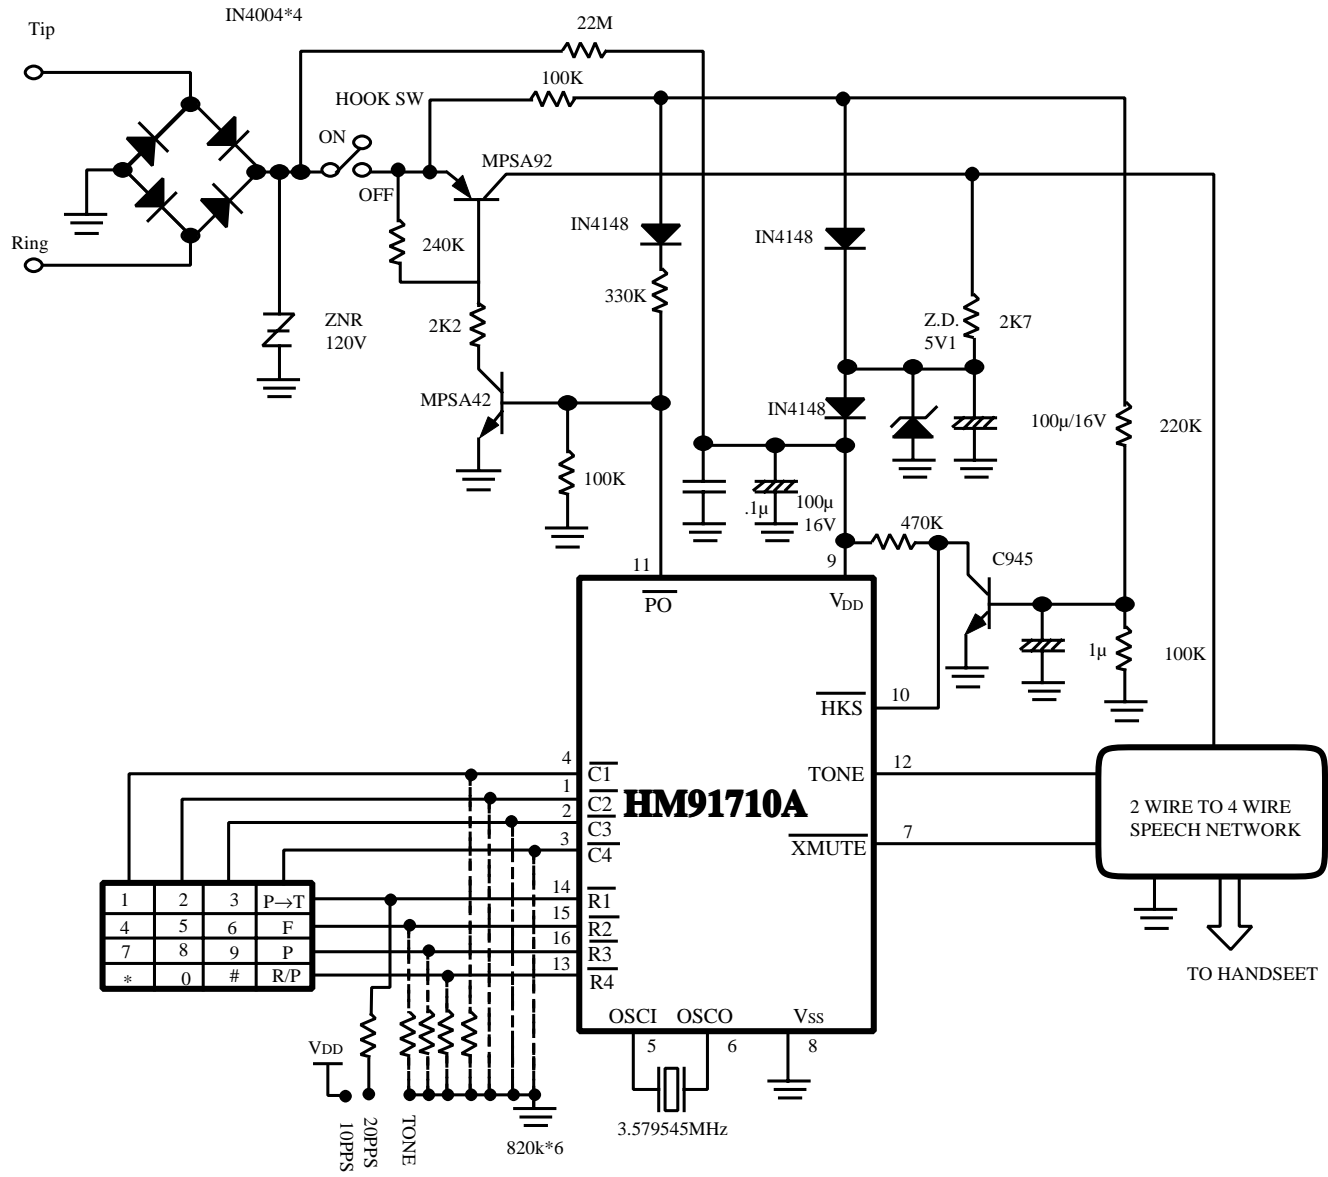 IN4004*4
Tip
22M
100K
HOOK SW
ON
MPSA92
OFF
IN4148
IN4148
Ring
240K
330K
ZNR
120V
2K2
Z.D.
5V1
2K7
MPSA42
IN4148
100µ/16V
220K
100K
.1µ
100µ
16V
470K
11
9
C945
PO
VDD
1µ
100K
10
HKS
4
C1
TONE
12
1
C2
HM91710A
2
C3
2 WIRE TO 4 WIRE
SPEECH NETWORK
3
C4
XMUTE
7
1 2 3 P→T
14
R1
4 5 6 F
15
R2
7 8 9 P
16
R3
* 0 # R/P
13
R4
TO HANDSEET
OSCI OSCO Vss
5 6 8
VDD
10PPS
20PPS
TONE
820k*6
3.579545MHz